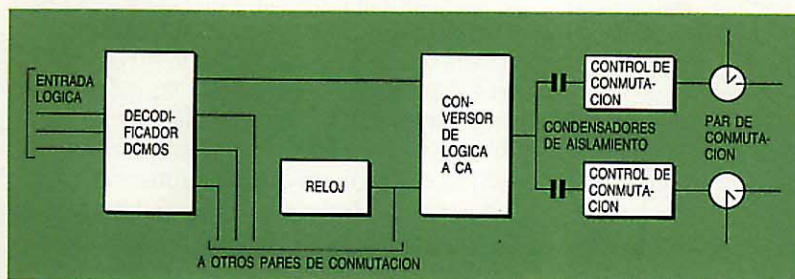 ENTRADA
LOGICA
DECODI-
FICADOR
DCMOS
RELOJ
A OTROS PARES DE CONMUTACION
CON-
VERSOR
DE
LOGICA
A CA
CONDENSADORES
DE AISLAMIENTO
CONTROL DE
CONMUTA-
CION
CONTROL DE
CONMUTA-
CION
PAR DE
CONMUTA-
CION